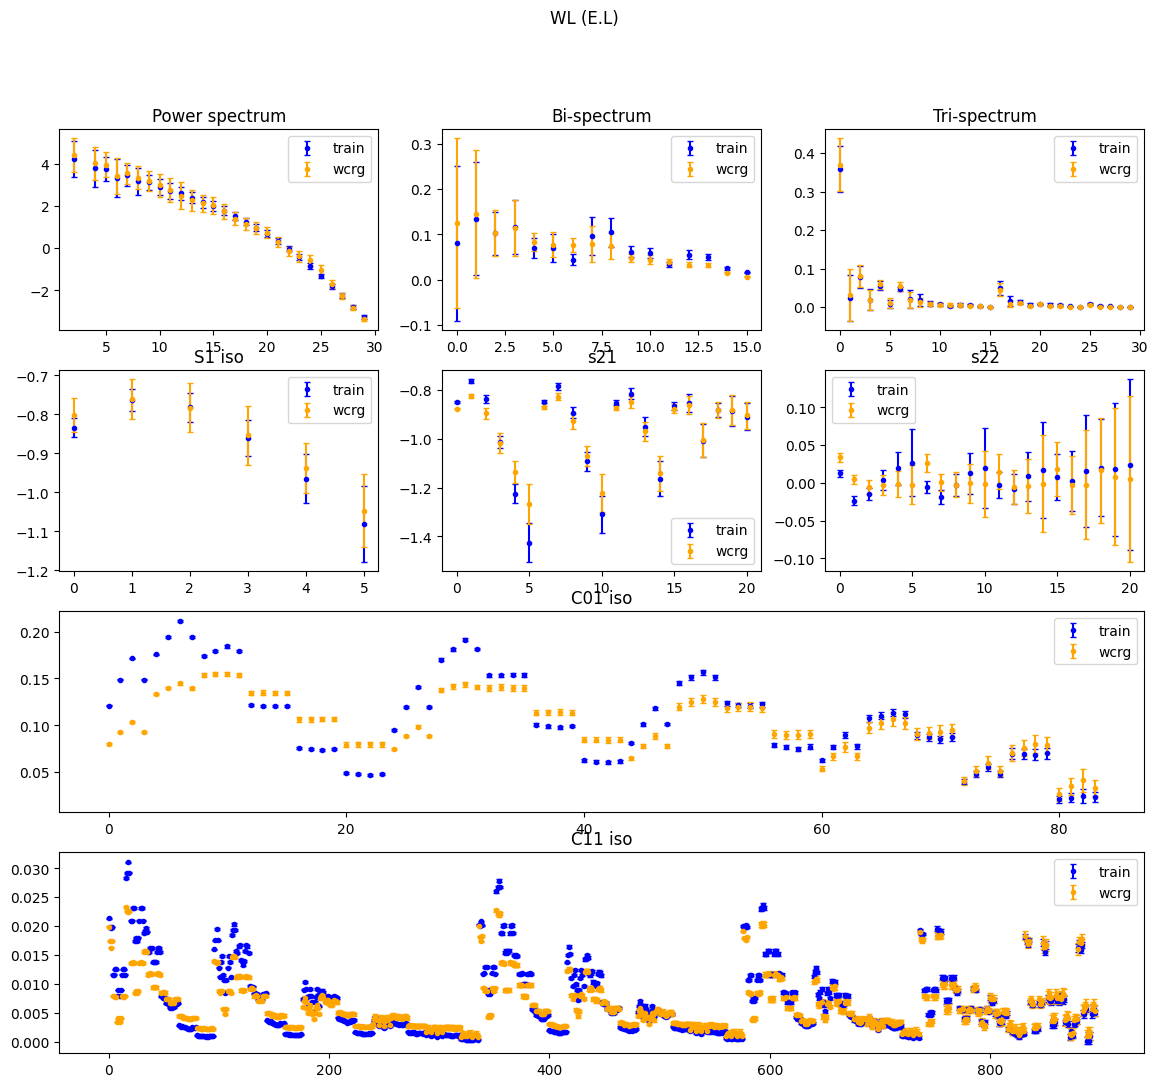 WL (E.L)
Power spectrum
Bi-spectrum
Tri-spectrum
train
wcrg
train
wcrg
train
wcrg
4
2
0
−2
0.3
0.2
0.1
0.0
−0.1
0.4
0.3
0.2
0.1
0.0
5 10 15 20 25 30
0.0 2.5 5.0 7.5 10.0 12.5 15.0
0 5 10 15 20 25 30
S1 iso
s21
s22
train
wcrg
train
wcrg
train
wcrg
−0.7
−0.8
−0.9
−1.0
−1.1
−1.2
−0.8
−1.0
−1.2
−1.4
0.10
0.05
0.00
−0.05
−0.10
0 1 2 3 4 5
0 5 10 15 20
0 5 10 15 20
C01 iso
train
wcrg
0.20
0.15
0.10
0.05
0 20 40 60 80
C11 iso
train
wcrg
0.030
0.025
0.020
0.015
0.010
0.005
0.000
0 200 400 600 800